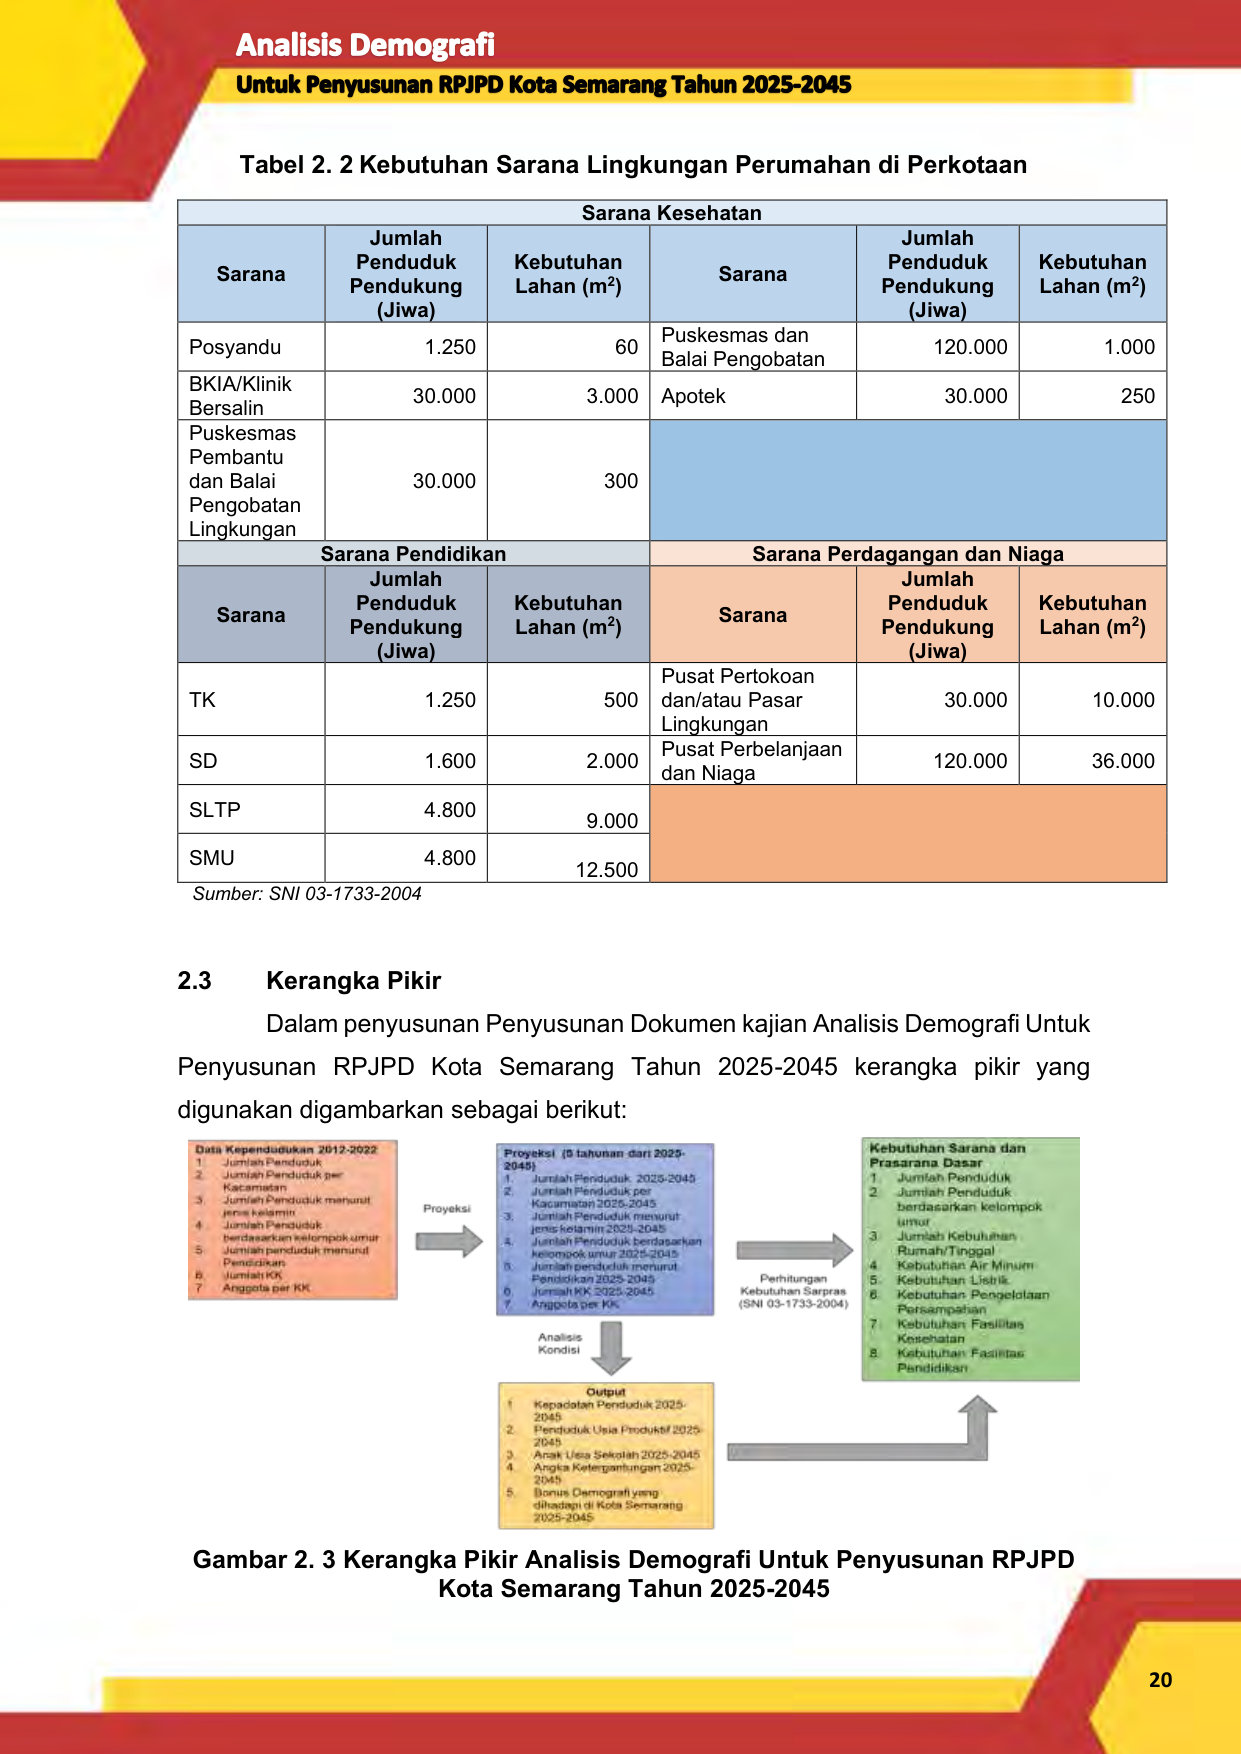 Analisis Demografi
Untuk Penyusunan RPJPD Kota Semarang Tahun 2025-2045
Tabel 2. 2 Kebutuhan Sarana Lingkungan Perumahan di Perkotaan
Sarana Kesehatan
Sarana
Jumlah
Penduduk
Pendukung
(Jiwa)
Kebutuhan
Lahan (m²)
Sarana
Jumlah
Penduduk
Pendukung
(Jiwa)
Kebutuhan
Lahan (m²)
Posyandu
1.250
60
Puskesmas dan
Balai Pengobatan
120.000
1.000
BKIA/Klinik
Bersalin
30.000
3.000
Apotek
30.000
250
Puskesmas
Pembantu
dan Balai
Pengobatan
Lingkungan
30.000
300
Sarana Pendidikan
Sarana Perdagangan dan Niaga
Sarana
Jumlah
Penduduk
Pendukung
(Jiwa)
Kebutuhan
Lahan (m²)
Sarana
Jumlah
Penduduk
Pendukung
(Jiwa)
Kebutuhan
Lahan (m²)
TK
1.250
500
Pusat Pertokoan
dan/atau Pasar
Lingkungan
30.000
10.000
SD
1.600
2.000
Pusat Perbelanjaan
dan Niaga
120.000
36.000
SLTP
4.800
9.000
SMU
4.800
12.500
Sumber: SNI 03-1733-2004
2.3 Kerangka Pikir
Dalam penyusunan Penyusunan Dokumen kajian Analisis Demografi Untuk
Penyusunan RPJPD Kota Semarang Tahun 2025-2045 kerangka pikir yang
digunakan digambarkan sebagai berikut:
Data Kependudukan 2012-2022
1. Jumlah Penduduk
2. Jumlah Penduduk per
Kacamatan
3. Jumlah Penduduk menurut
jenis kelamin
4. Jumlah Penduduk
berdasarkan kelompok umur
5. Jumlah penduduk menurut
Pendidikan
6. Jumlah KK
7. Anggota per KK
Proyeksi
Proyeksi (5 tahunan dari 2025-
2045)
1. Jumlah Penduduk 2025-2045
2. Jumlah Penduduk per
Kacamatan 2025-2045
3. Jumlah Penduduk menurut
jenis kelamin 2025-2045
4. Jumlah Penduduk berdasarkan
kelompok umur 2025-2045
5. Jumlah penduduk menurut
Pendidikan 2025-2045
6. Jumlah KK 2025-2045
7. Anggota per KK
Perhitungan
Kebutuhan Sarpras
(SNI 03-1733-2004)
Kebutuhan Sarana dan
Prasarana Dasar
1. Jumlah Penduduk
2. Jumlah Penduduk
berdasarkan kelompok
umur
3. Jumlah Kebutuhan
Rumah/Tinggal
4. Kebutuhan Air Minum
5. Kebutuhan Listrik
6. Kebutuhan Pengelolaan
Persampahan
7. Kebutuhan Fasilitas
Kesehatan
8. Kebutuhan Fasilitas
Pendidikan
Analisis
Kondisi
Output
1. Kepadatan Penduduk 2025-
2045
2. Penduduk Usia Produktif 2025-
2045
3. Anak Usia Sekolah 2025-2045
4. Angka Ketergantungan 2025-
2045
5. Bonus Demografi yang
dihadapi di Kota Semarang
2025-2045
Gambar 2. 3 Kerangka Pikir Analisis Demografi Untuk Penyusunan RPJPD
Kota Semarang Tahun 2025-2045
20